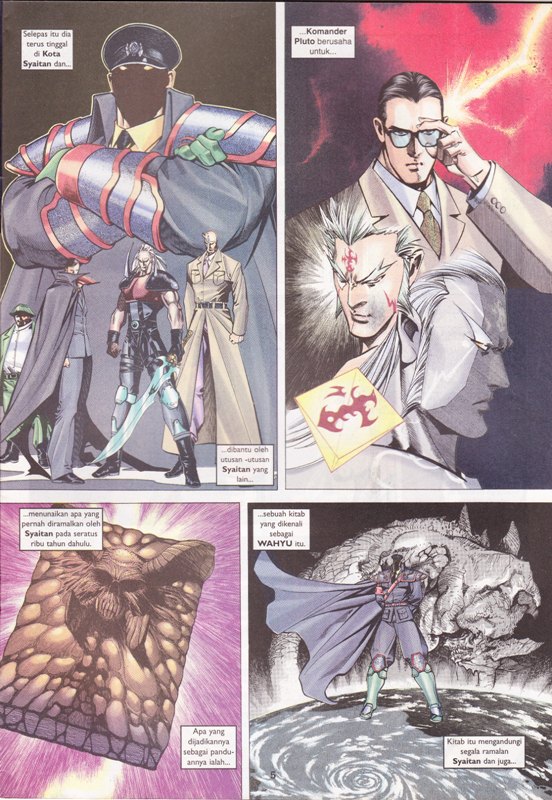 Selepas itu dia
terus tinggal
di Kota
Syaitan dan...
...dibantu oleh
utusan -utusan
Syaitan yang
lain...
...Komander
Pluto berusaha
untuk...
...menunaikan apa yang
pernah diramalkan oleh
Syaitan pada seratus
ribu tahun dahulu.
Apa yang
dijadikannya
sebagai pandu-
annya ialah...
...sebuah kitab
yang dikenali
sebagai
WAHYU itu.
Kitab itu mengandungi
segala ramalan
Syaitan dan juga...
5